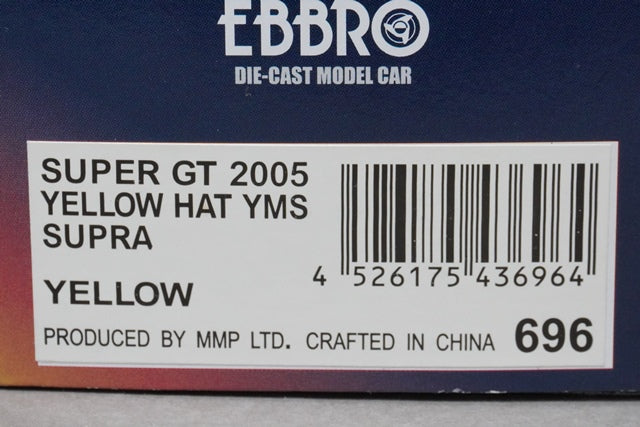 EBBRO
DIE-CAST MODEL CAR
SUPER GT 2005
YELLOW HAT YMS
SUPRA
YELLOW
4 526175 436964
PRODUCED BY MMP LTD. CRAFTED IN CHINA 696